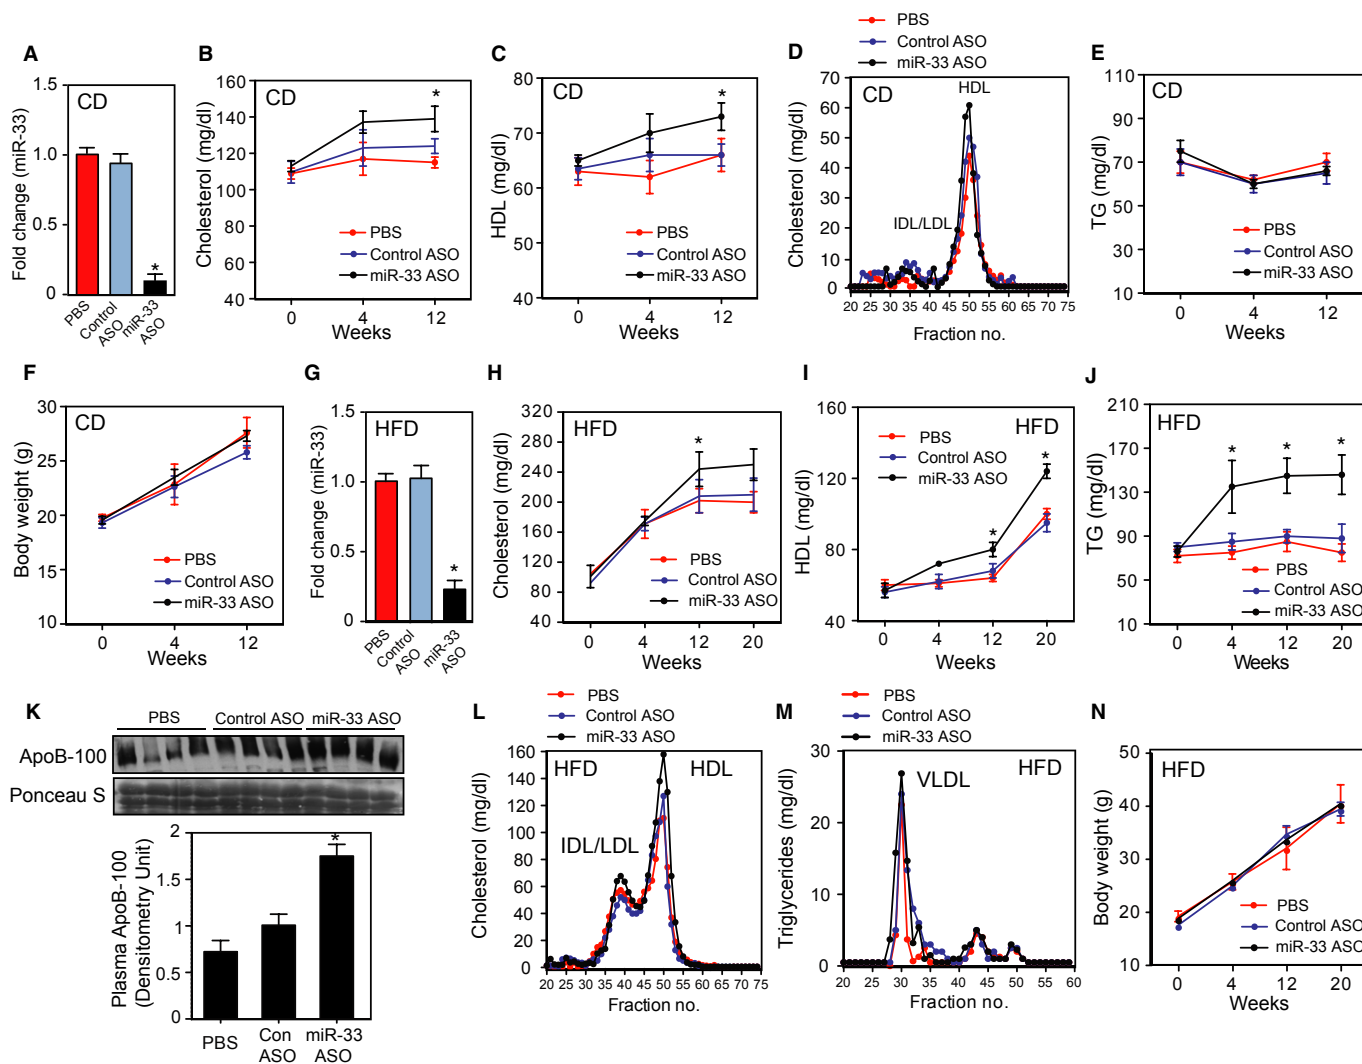 PBS
Control ASO
miR-33 ASO
A
Fold change (miR-33)
1.5
1.0
0.5
0
CD
*
PBS
Control
ASO
miR-33
ASO
B
Cholesterol (mg/dl)
160
140
120
100
80
60
40
CD
*
PBS
Control ASO
miR-33 ASO
0 4 12
Weeks
C
HDL (mg/dl)
80
70
60
40
CD
*
PBS
Control ASO
miR-33 ASO
0 4 12
Weeks
D
Cholesterol (mg/dl)
70
60
50
40
30
20
10
0
CD
HDL
IDL/LDL
20 25 30 35 40 45 50 55 60 65 70 75
Fraction no.
E
TG (mg/dl)
110
90
70
50
30
10
CD
PBS
Control ASO
miR-33 ASO
0 4 12
Weeks
F
Body weight (g)
30
25
20
15
10
CD
PBS
Control ASO
miR-33 ASO
0 4 12
Weeks
G
Fold change (miR-33)
1.5
1.0
0.5
0
HFD
*
PBS
Control
ASO
miR-33
ASO
H
Cholesterol (mg/dl)
320
280
240
200
160
120
80
40
HFD
*
PBS
Control ASO
miR-33 ASO
0 4 12 20
Weeks
I
HDL (mg/dl)
160
120
80
40
HFD
PBS
Control ASO
miR-33 ASO
*
*
0 4 12 20
Weeks
J
TG (mg/dl)
210
170
150
90
50
10
HFD
* * *
PBS
Control ASO
miR-33 ASO
0 4 12 20
Weeks
K
PBS Control ASO miR-33 ASO
ApoB-100
Ponceau S
Plasma ApoB-100
(Densitometry Unit)
2
1.5
1
0.5
0
*
PBS
Con
ASO
miR-33
ASO
L
PBS
Control ASO
miR-33 ASO
Cholesterol (mg/dl)
160
140
120
100
80
60
40
20
0
HFD
HDL
IDL/LDL
20 25 30 35 40 45 50 55 60 65 70 75
Fraction no.
M
PBS
Control ASO
miR-33 ASO
Triglycerides (mg/dl)
30
20
10
0
VLDL
HFD
20 25 30 35 40 45 50 55 60
Fraction no.
N
Body weight (g)
50
40
30
20
10
HFD
PBS
Control ASO
miR-33 ASO
0 4 12 20
Weeks